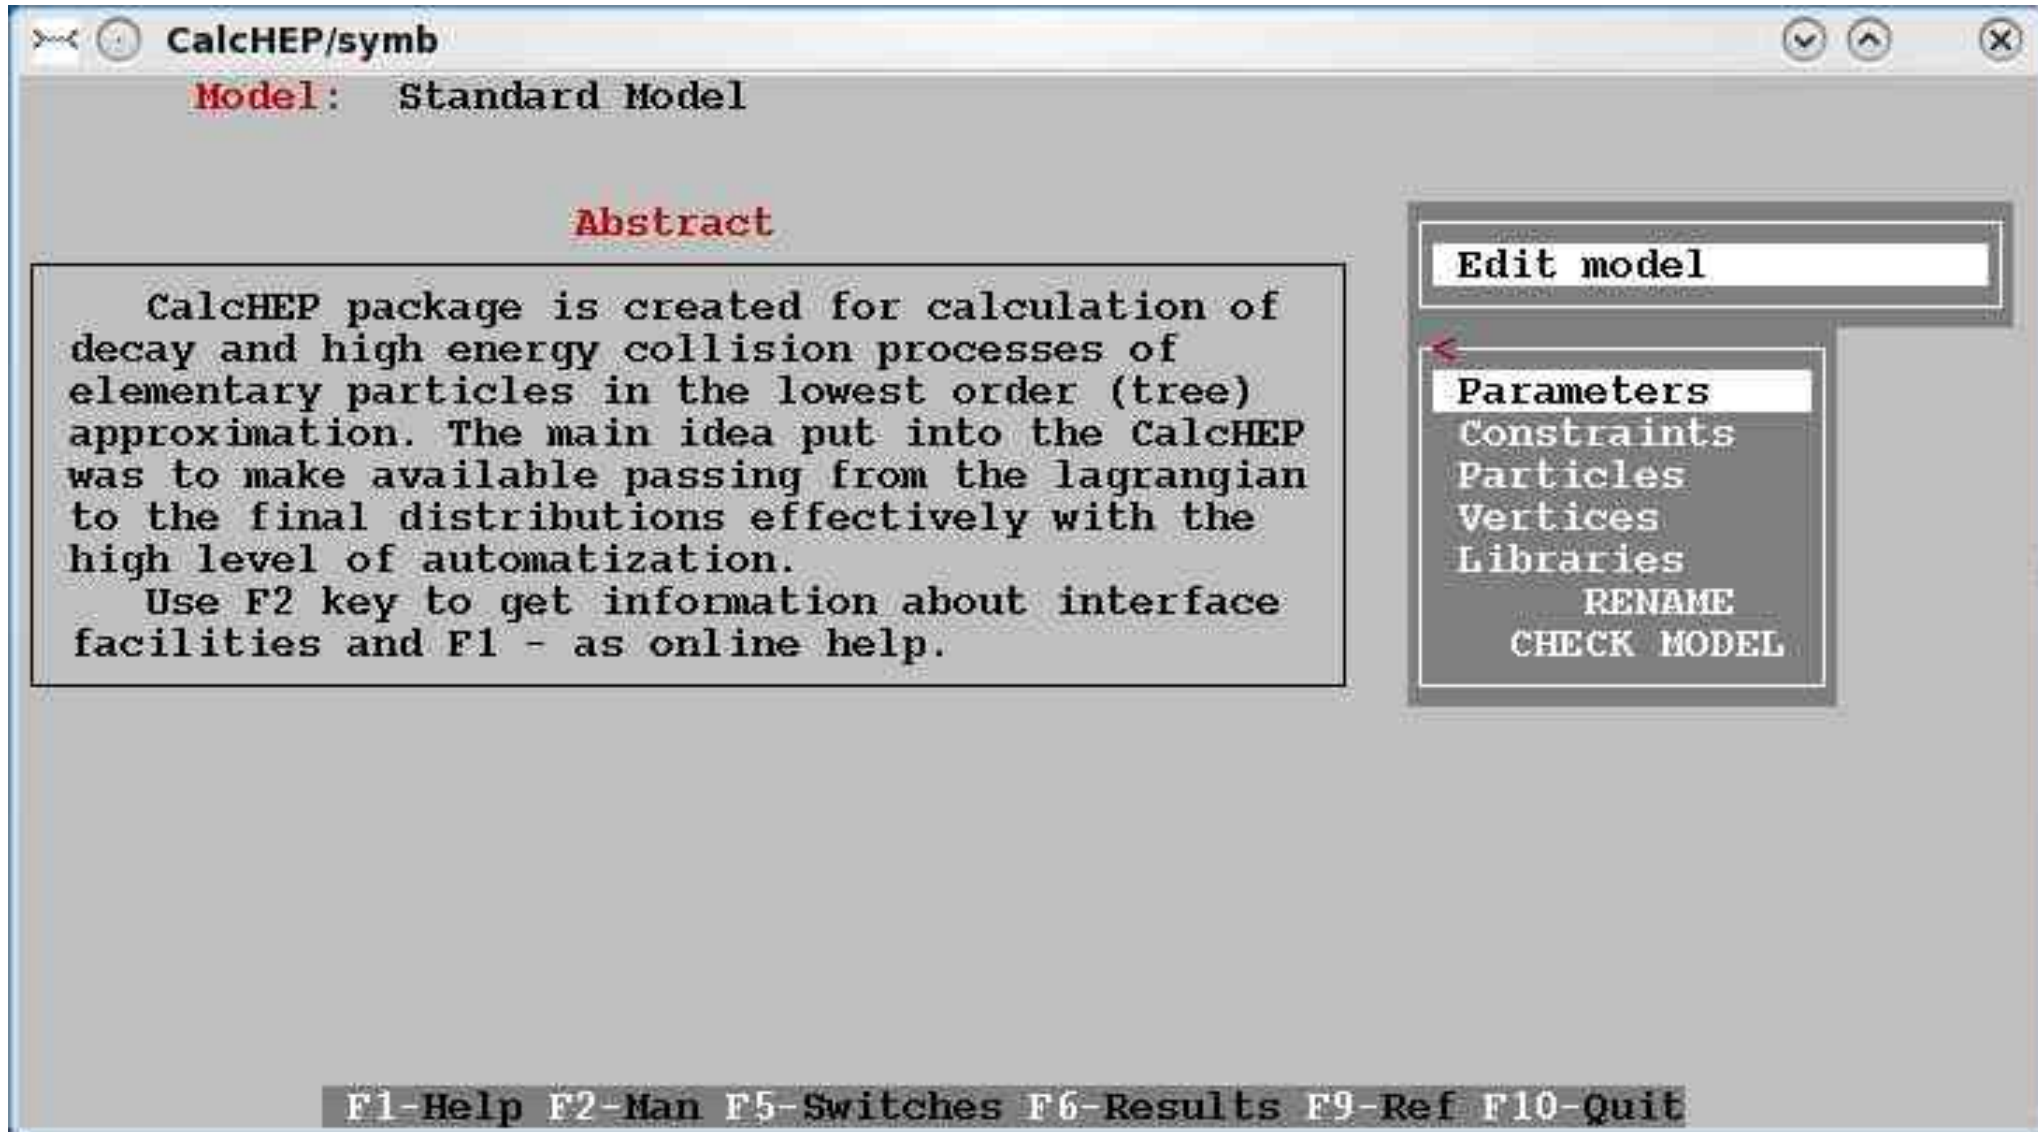 CalcHEP/symb
Model: Standard Model
Abstract
CalcHEP package is created for calculation of
decay and high energy collision processes of
elementary particles in the lowest order (tree)
approximation. The main idea put into the CalcHEP
was to make available passing from the lagrangian
to the final distributions effectively with the
high level of automatization.
Use F2 key to get information about interface
facilities and F1 - as online help.
Edit model
<
Parameters
Constraints
Particles
Vertices
Libraries
RENAME
CHECK MODEL
F1-Help F2-Man F5-Switches F6-Results F9-Ref F10-Quit